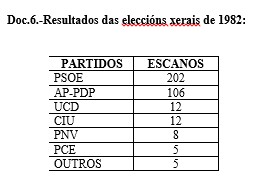 Doc.6.-Resultados das eleccións xerais de 1982:
PARTIDOS ESCANOS
PSOE 202
AP-PDP 106
UCD 12
CIU 12
PNV 8
PCE 5
OUTROS 5